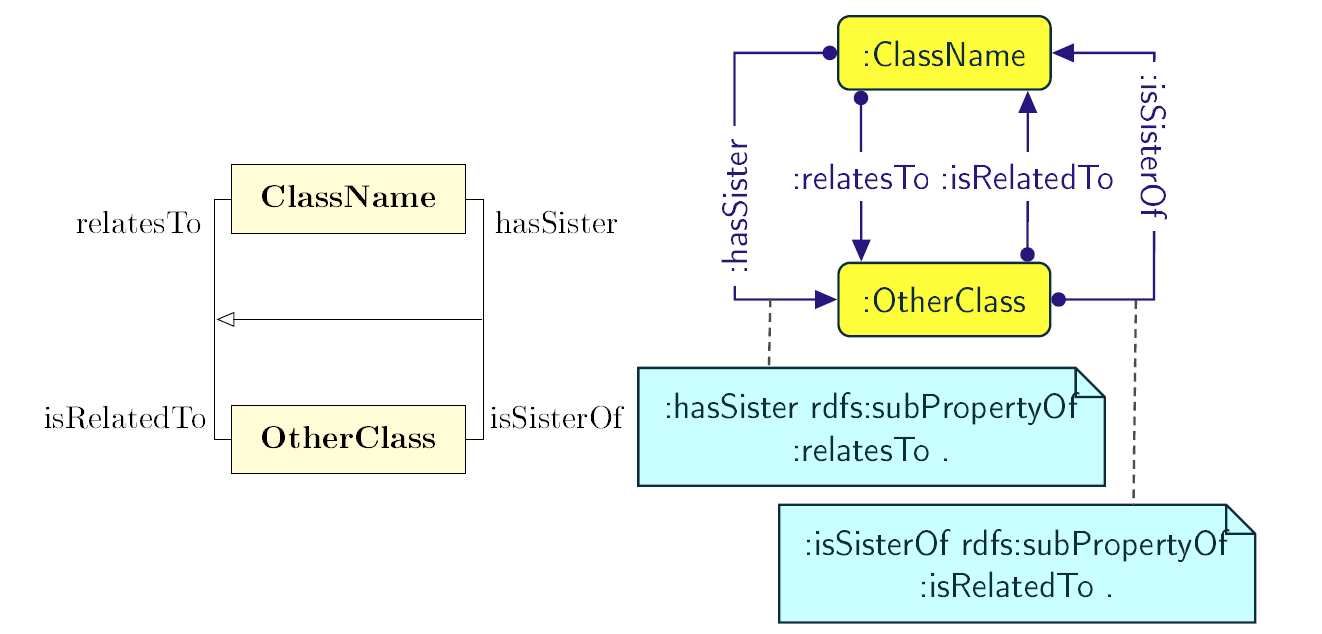 ClassName
relatesTo
hasSister
isRelatedTo
isSisterOf
OtherClass
:ClassName
:hasSister
:relatesTo
:isRelatedTo
:isSisterOf
:OtherClass
:hasSister rdfs:subPropertyOf
:relatesTo .
:isSisterOf rdfs:subPropertyOf
:isRelatedTo .